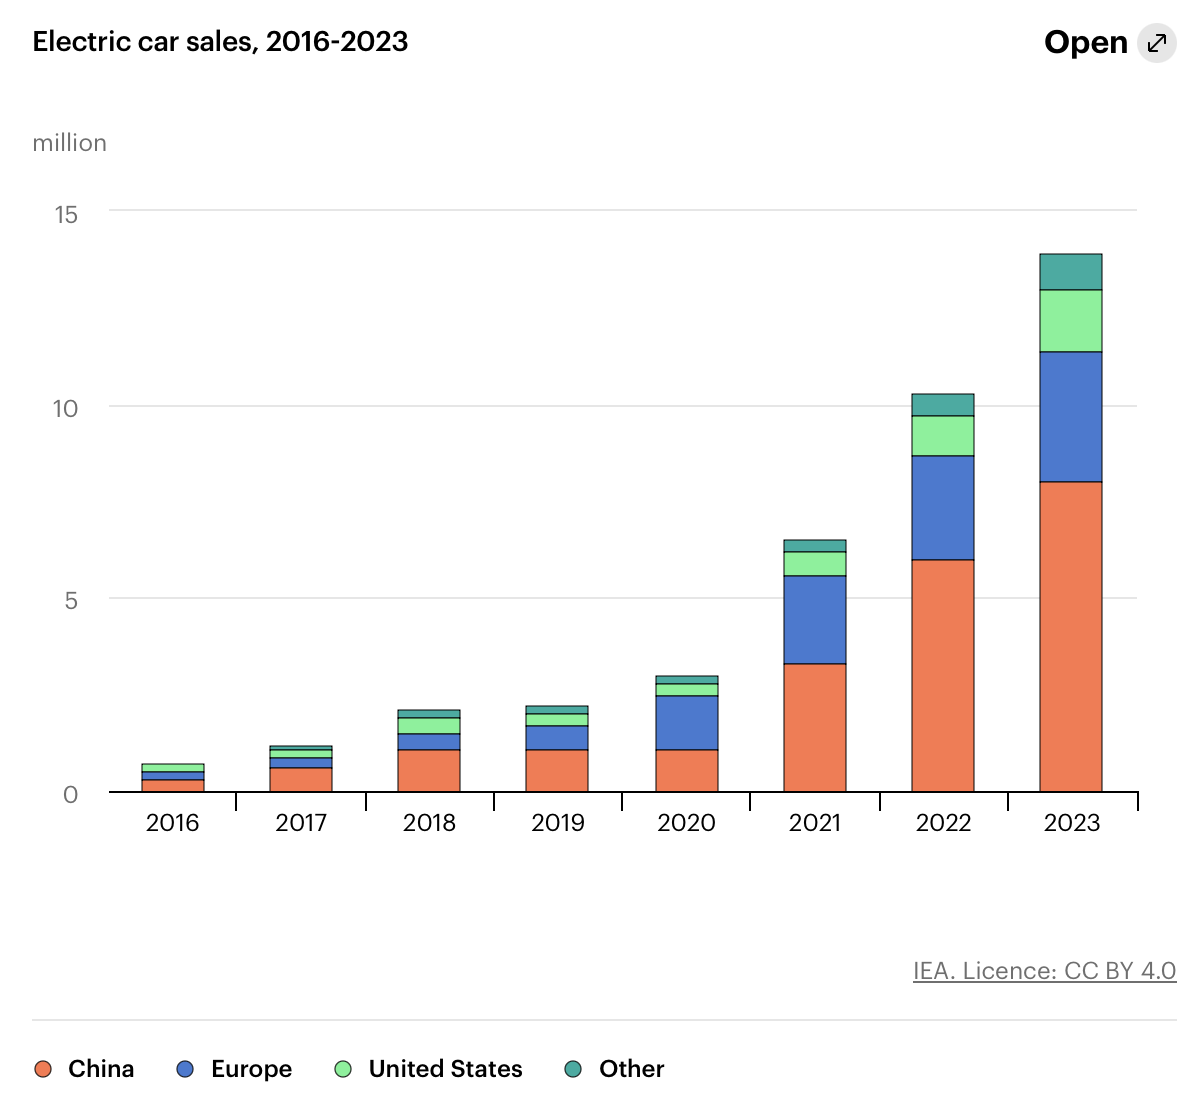 Electric car sales, 2016-2023
Open
million
15
10
5
0
2016 2017 2018 2019 2020 2021 2022 2023
IEA. Licence: CC BY 4.0
China Europe United States Other